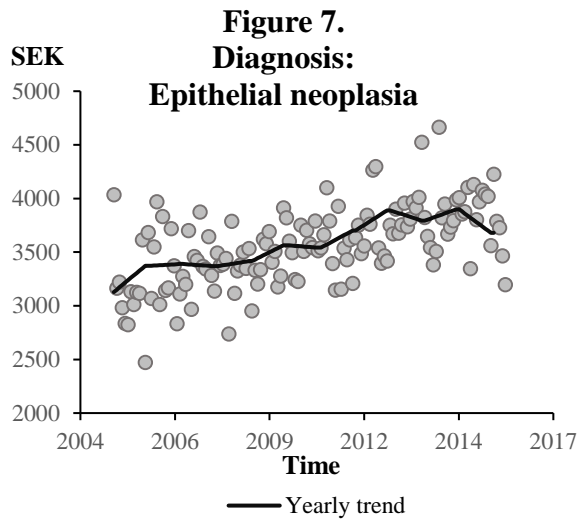 Figure 7.
Diagnosis:
Epithelial neoplasia
SEK
5000
4500
4000
3500
3000
2500
2000
2004 2006 2009 2012 2014 2017
Time
Yearly trend